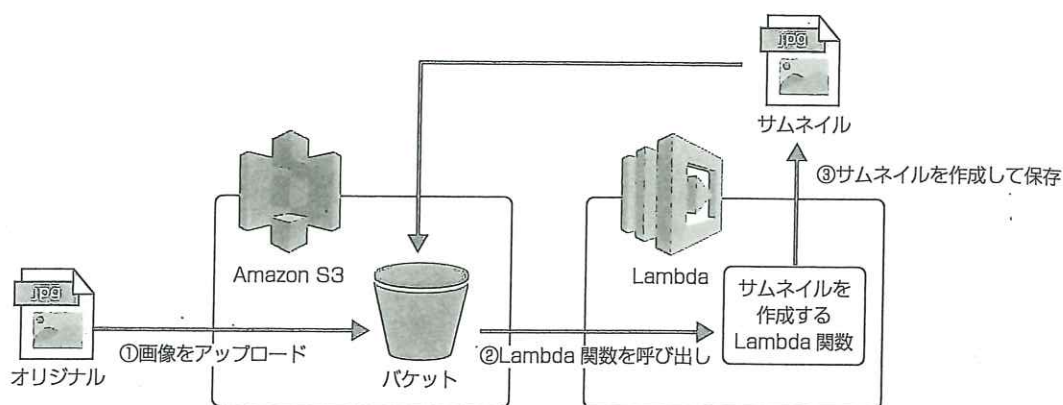 jpg
サムネイル
③サムネイルを作成して保存
Amazon S3
Lambda
jpg
オリジナル
①画像をアップロード
バケット
②Lambda 関数を呼び出し
サムネイルを
作成する
Lambda 関数